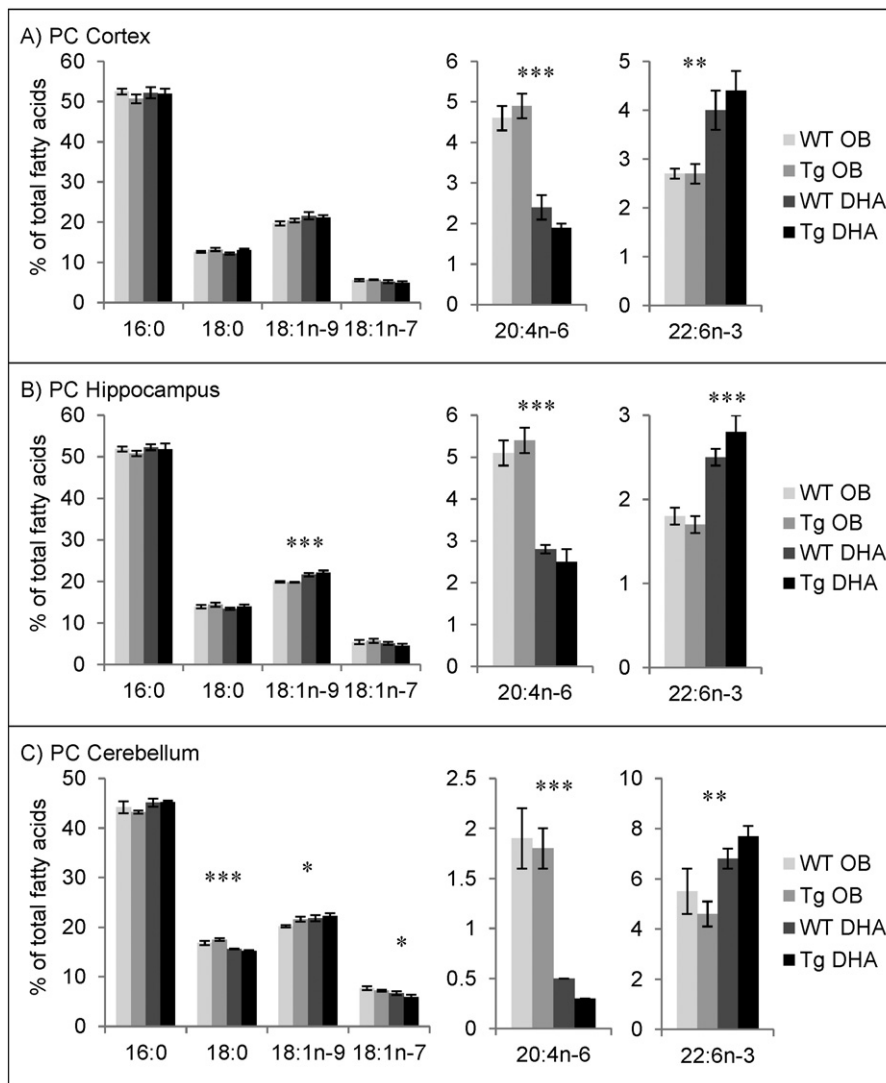 A) PC Cortex
% of total fatty acids
60
50
40
30
20
10
0
16:0 18:0 18:1n-9 18:1n-7
***
6
5
4
3
2
1
0
20:4n-6
**
5
4
3
2
1
0
22:6n-3
WT OB
Tg OB
WT DHA
Tg DHA
B) PC Hippocampus
% of total fatty acids
60
50
40
30
20
10
0
***
16:0 18:0 18:1n-9 18:1n-7
***
6
5
4
3
2
1
0
20:4n-6
***
3
2
1
0
22:6n-3
WT OB
Tg OB
WT DHA
Tg DHA
C) PC Cerebellum
% of total fatty acids
50
40
30
20
10
0
*** * *
16:0 18:0 18:1n-9 18:1n-7
***
2.5
2
1.5
1
0.5
0
20:4n-6
**
10
8
6
4
2
0
22:6n-3
WT OB
Tg OB
WT DHA
Tg DHA